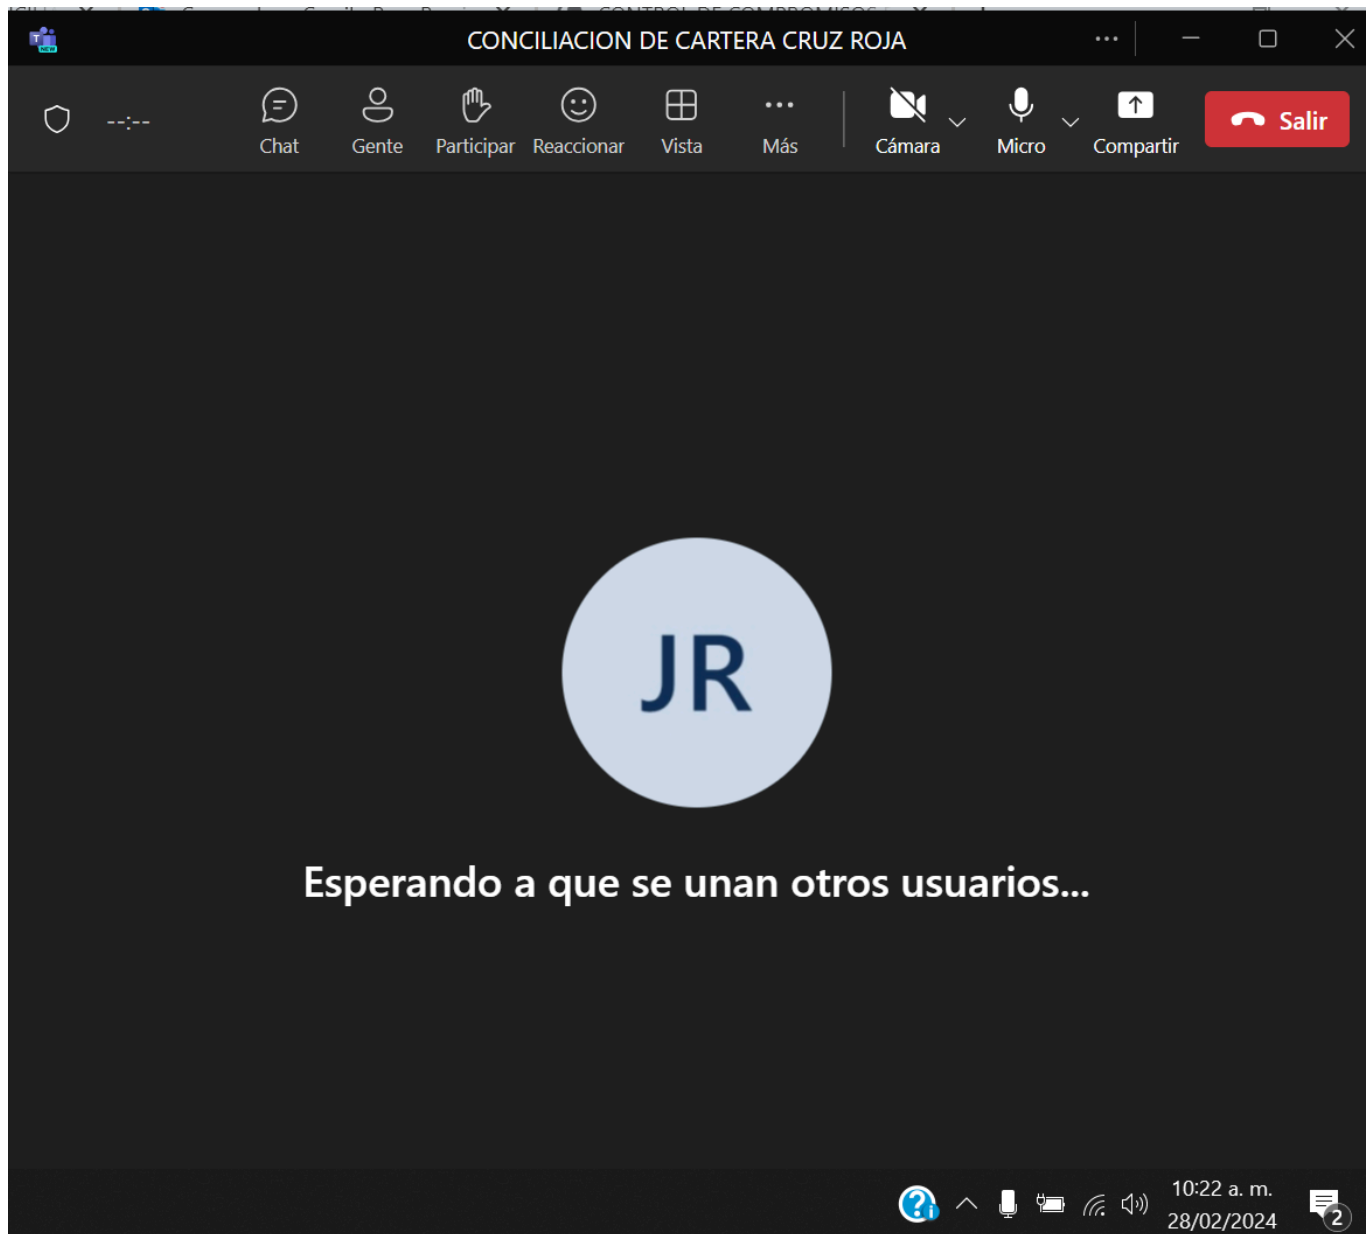 CONCILIACION DE CARTERA CRUZ ROJA
--:--
Chat
Gente
Participar
Reaccionar
Vista
Más
Cámara
Micro
Compartir
Salir
JR
Esperando a que se unan otros usuarios...
10:22 a. m.
28/02/2024
2